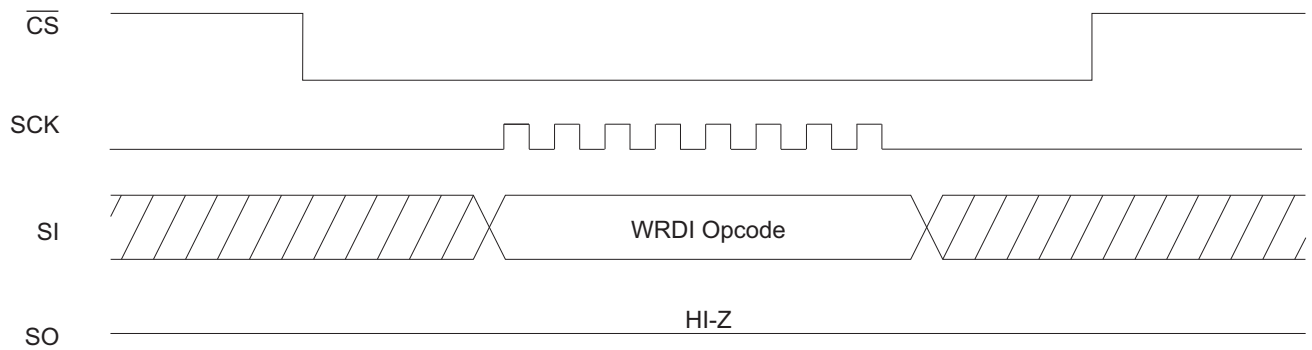 CS
SCK
SI
WRDI Opcode
HI-Z
SO